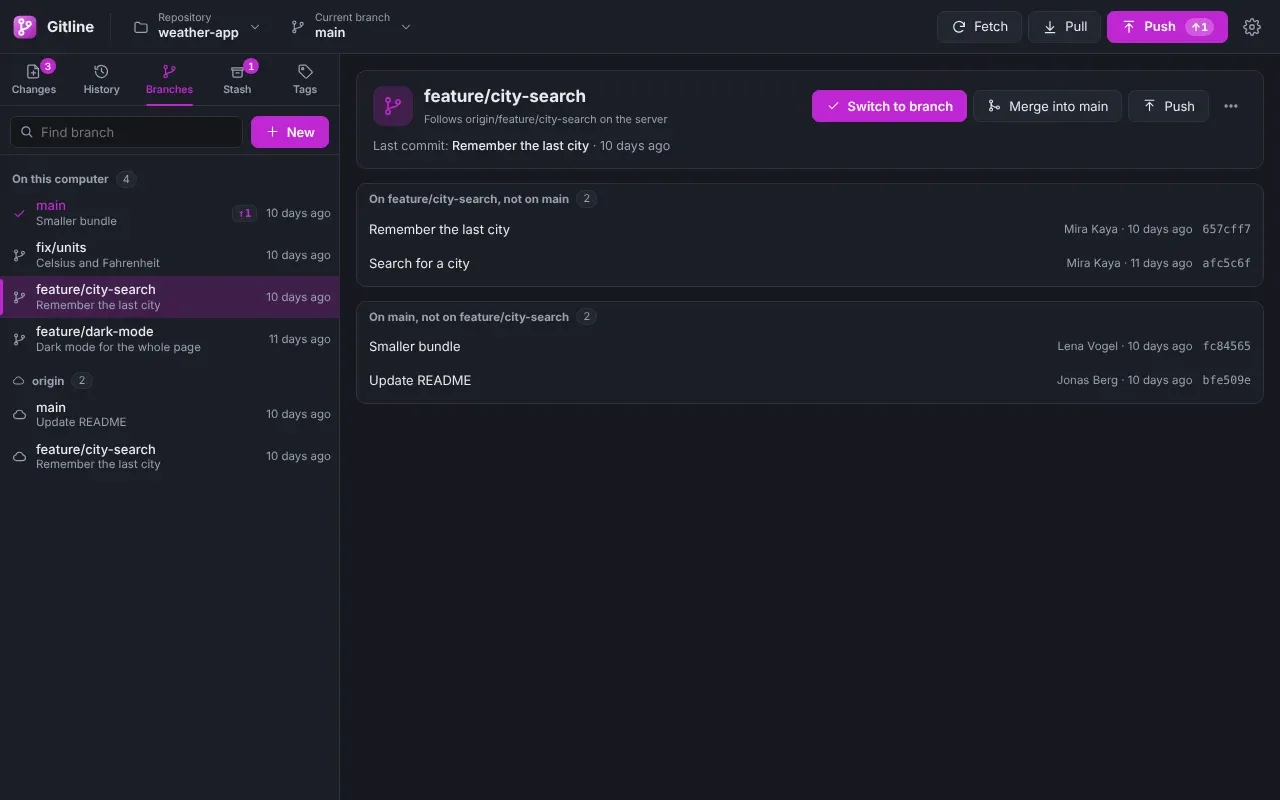 Gitline
Repository
weather-app
Current branch
main
Fetch
Pull
Push ↑1
Changes 3
History
Branches
Stash 1
Tags
Find branch
New
On this computer 4
main
Smaller bundle
↑1 10 days ago
fix/units
Celsius and Fahrenheit
10 days ago
feature/city-search
Remember the last city
10 days ago
feature/dark-mode
Dark mode for the whole page
11 days ago
origin 2
main
Update README
10 days ago
feature/city-search
Remember the last city
10 days ago
feature/city-search
Follows origin/feature/city-search on the server
Switch to branch
Merge into main
Push
Last commit: Remember the last city · 10 days ago
On feature/city-search, not on main 2
Remember the last city Mira Kaya · 10 days ago 657cff7
Search for a city Mira Kaya · 11 days ago afc5c6f
On main, not on feature/city-search 2
Smaller bundle Lena Vogel · 10 days ago fc84565
Update README Jonas Berg · 10 days ago bfe509e